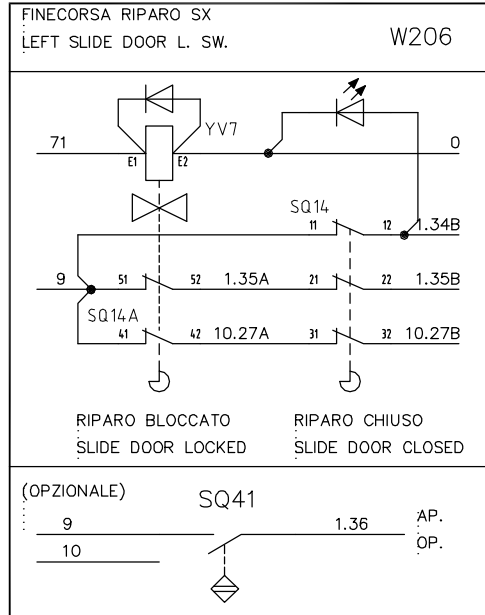 FINECORSA RIPARO SX
LEFT SLIDE DOOR L. SW.
W206
YV7
71
E1
E2
0
SQ14
11
12
1.34B
9
51
52
1.35A
21
22
1.35B
SQ14A
41
42
10.27A
31
32
10.27B
RIPARO BLOCCATO
SLIDE DOOR LOCKED
RIPARO CHIUSO
SLIDE DOOR CLOSED
(OPZIONALE)
SQ41
9
1.36
AP.
OP.
10